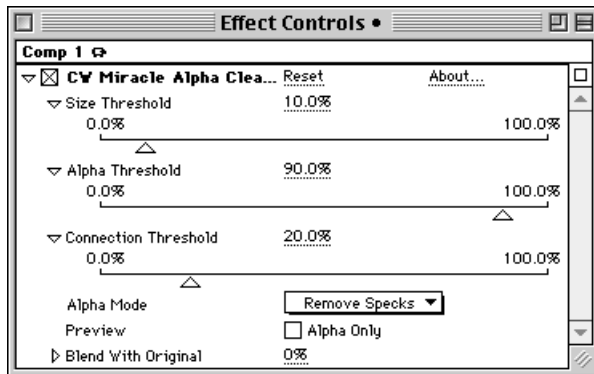 Effect Controls •
Comp 1
CW Miracle Alpha Clea... Reset About...
Size Threshold 10.0%
0.0% 100.0%
Alpha Threshold 90.0%
0.0% 100.0%
Connection Threshold 20.0%
0.0% 100.0%
Alpha Mode Remove Specks
Preview Alpha Only
Blend With Original 0%